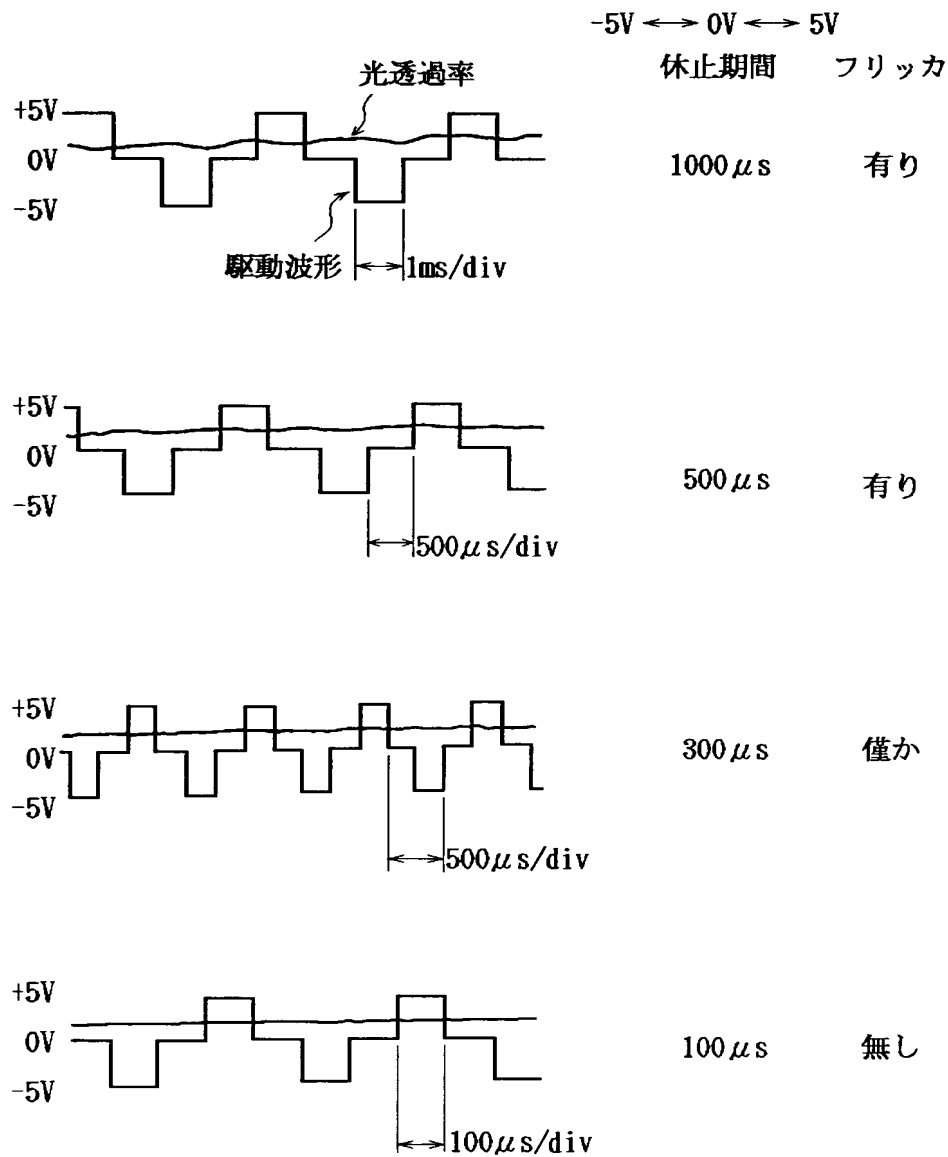 -5V ←→ 0V ←→ 5V
休止期間 フリッカ
光透過率
+5V
0V
-5V
1000μs 有り
駆動波形
1ms/div
+5V
0V
-5V
500μs 有り
500μs/div
+5V
0V
-5V
300μs 僅か
500μs/div
+5V
0V
-5V
100μs 無し
100μs/div